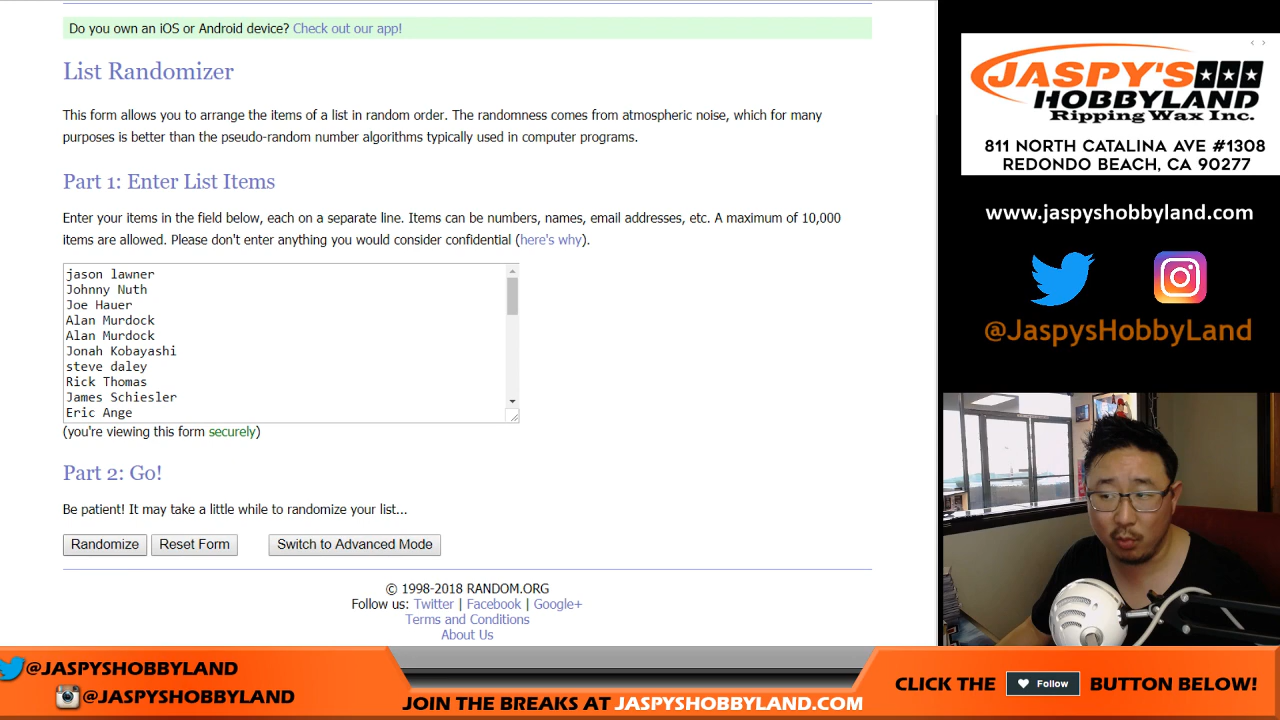 Do you own an iOS or Android device? Check out our app!
List Randomizer
This form allows you to arrange the items of a list in random order. The randomness comes from atmospheric noise, which for many
purposes is better than the pseudo-random number algorithms typically used in computer programs.
Part 1: Enter List Items
Enter your items in the field below, each on a separate line. Items can be numbers, names, email addresses, etc. A maximum of 10,000
items are allowed. Please don't enter anything you would consider confidential (here's why).
jason lawner
Johnny Nuth
Joe Hauer
Alan Murdock
Alan Murdock
Jonah Kobayashi
steve daley
Rick Thomas
James Schiesler
Eric Ange
(you're viewing this form securely)
Part 2: Go!
Be patient! It may take a little while to randomize your list...
Randomize Reset Form Switch to Advanced Mode
© 1998-2018 RANDOM.ORG
Follow us: Twitter | Facebook | Google+
Terms and Conditions
About Us
JASPY'S
HOBBYLAND
Ripping Wax Inc.
811 NORTH CATALINA AVE #1308
REDONDO BEACH, CA 90277
www.jaspyshobbyland.com
@JaspysHobbyLand
@JASPYSHOBBYLAND
@JASPYSHOBBYLAND
JOIN THE BREAKS AT JASPYSHOBBYLAND.COM
CLICK THE Follow BUTTON BELOW!